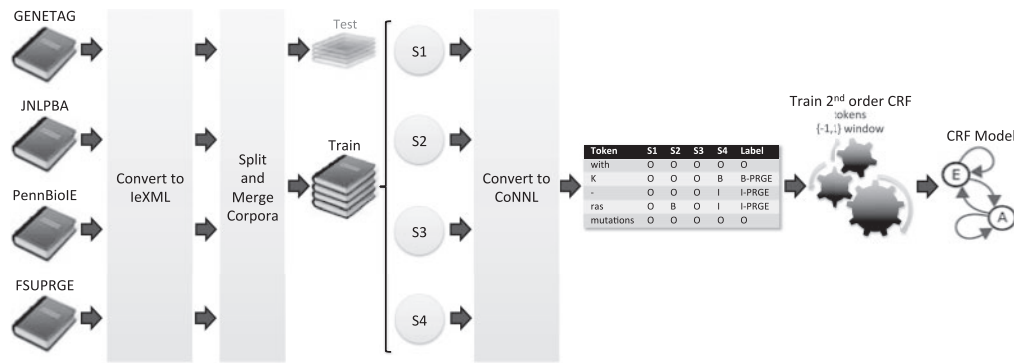 GENETAG
JNLPBA
PennBioIE
FSUPRGE
Convert to
IeXML
Split
and
Merge
Corpora
Test
Train
S1
S2
S3
S4
Convert to
CoNNL
Token S1 S2 S3 S4 Label
with O O O O O
K O O O B B-PRGE
- O O O I I-PRGE
ras O B O I I-PRGE
mutations O O O O O
Train 2nd order CRF
tokens
{-1,1} window
CRF Model
E
A